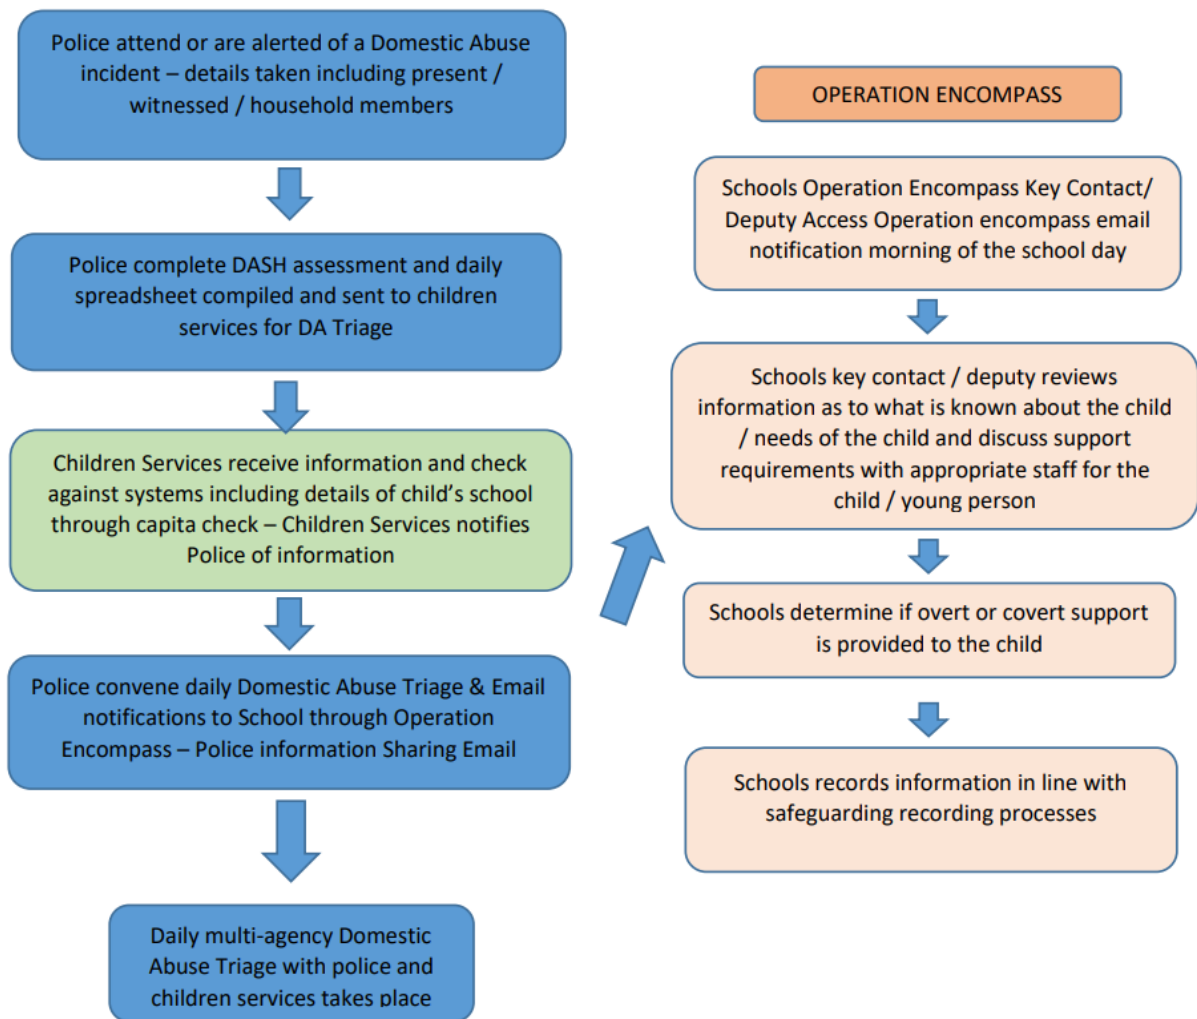 Police attend or are alerted of a Domestic Abuse
incident – details taken including present /
witnessed / household members
Police complete DASH assessment and daily
spreadsheet compiled and sent to children
services for DA Triage
Children Services receive information and check
against systems including details of child’s school
through capita check – Children Services notifies
Police of information
Police convene daily Domestic Abuse Triage & Email
notifications to School through Operation
Encompass – Police information Sharing Email
Daily multi-agency Domestic
Abuse Triage with police and
children services takes place
OPERATION ENCOMPASS
Schools Operation Encompass Key Contact/
Deputy Access Operation encompass email
notification morning of the school day
Schools key contact / deputy reviews
information as to what is known about the child
/ needs of the child and discuss support
requirements with appropriate staff for the
child / young person
Schools determine if overt or covert support
is provided to the child
Schools records information in line with
safeguarding recording processes